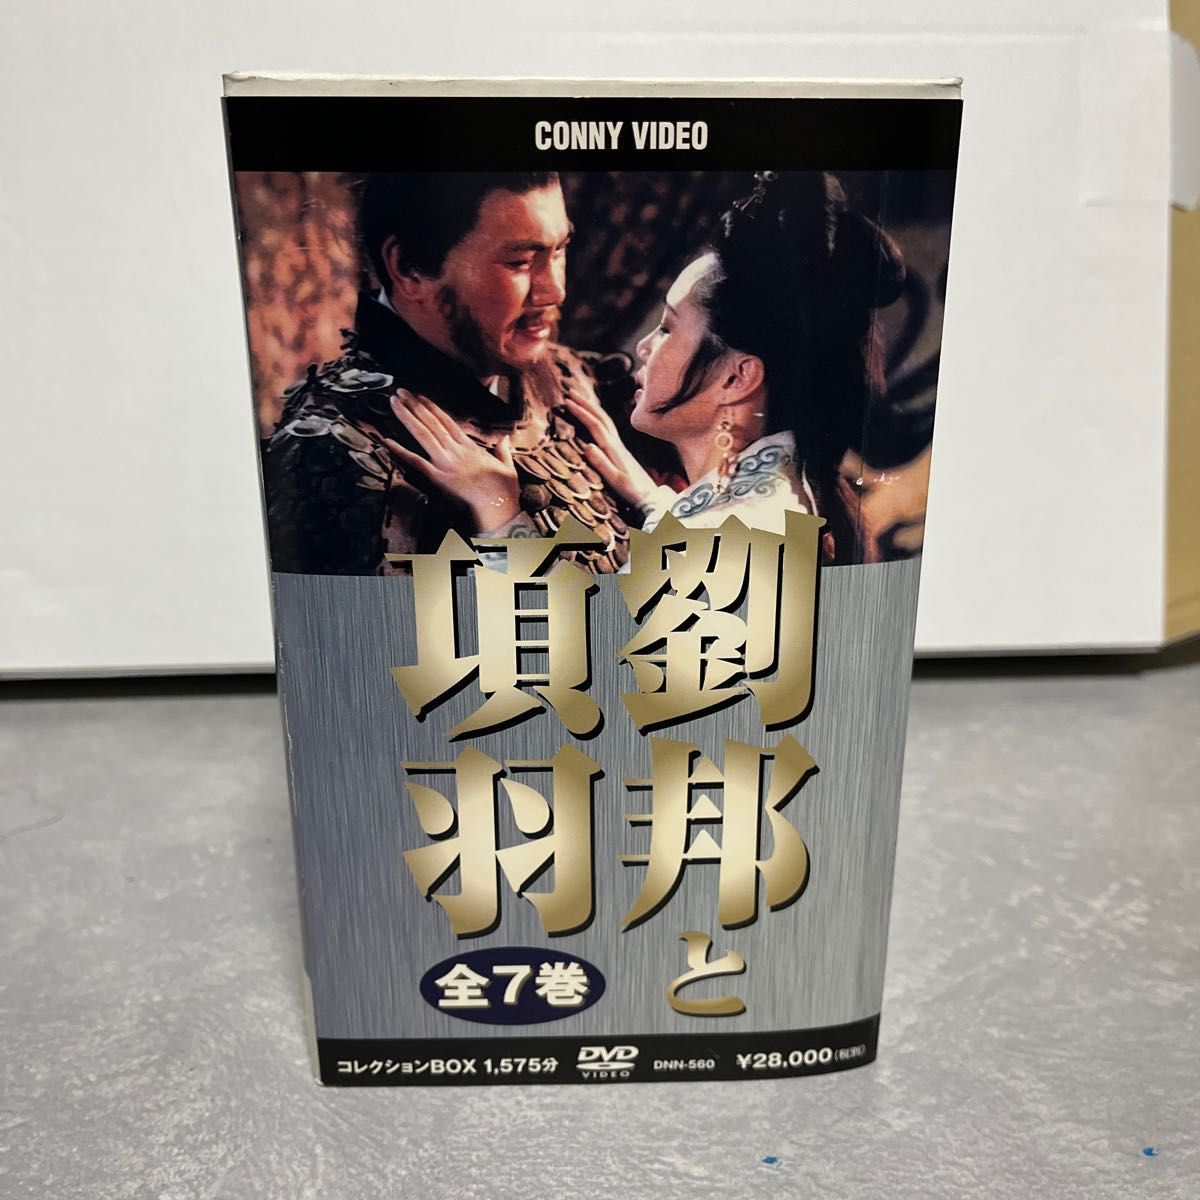 CONNY VIDEO
劉邦と
項羽
全7巻
コレクションBOX 1,575分 DVD VIDEO DNN-560 ¥28,000(税別)